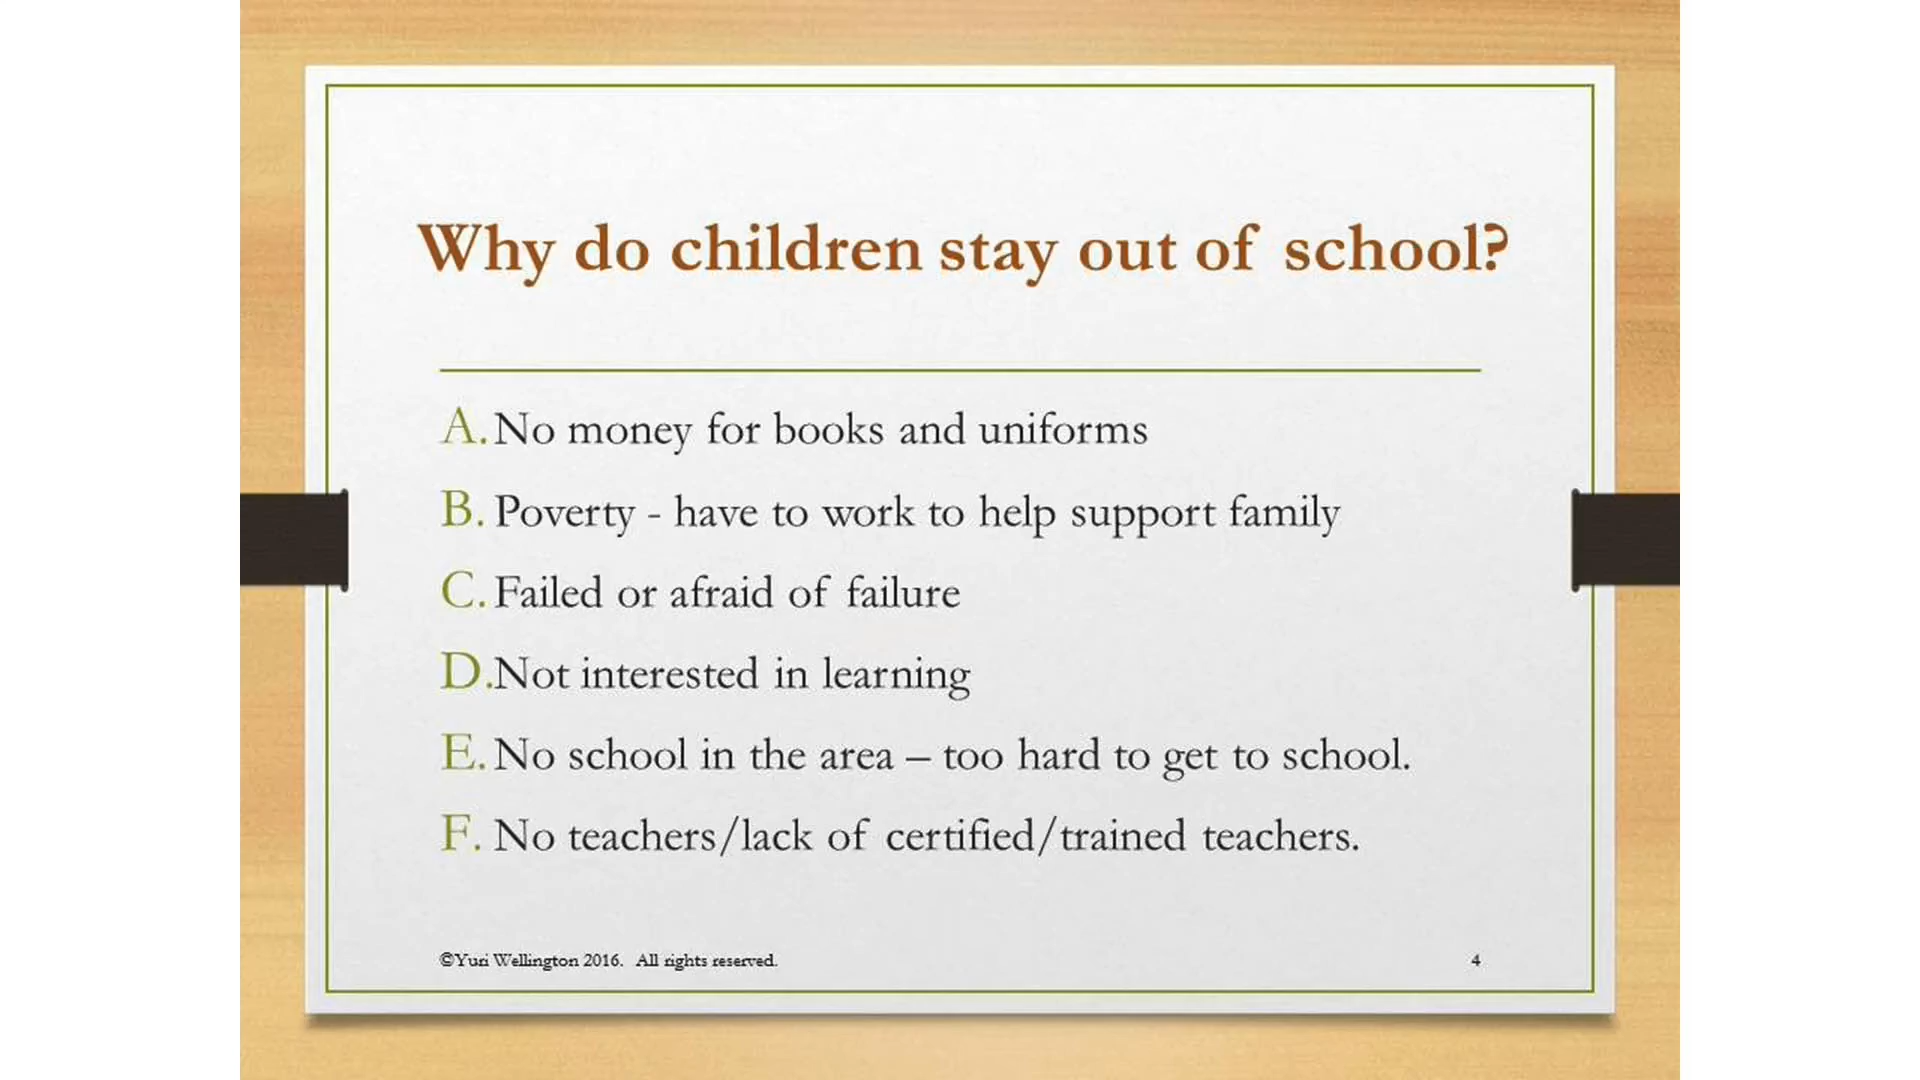 Why do children stay out of school?
A. No money for books and uniforms
B. Poverty - have to work to help support family
C. Failed or afraid of failure
D. Not interested in learning
E. No school in the area – too hard to get to school.
F. No teachers/lack of certified/trained teachers.
©Yuri Wellington 2016. All rights reserved.
4